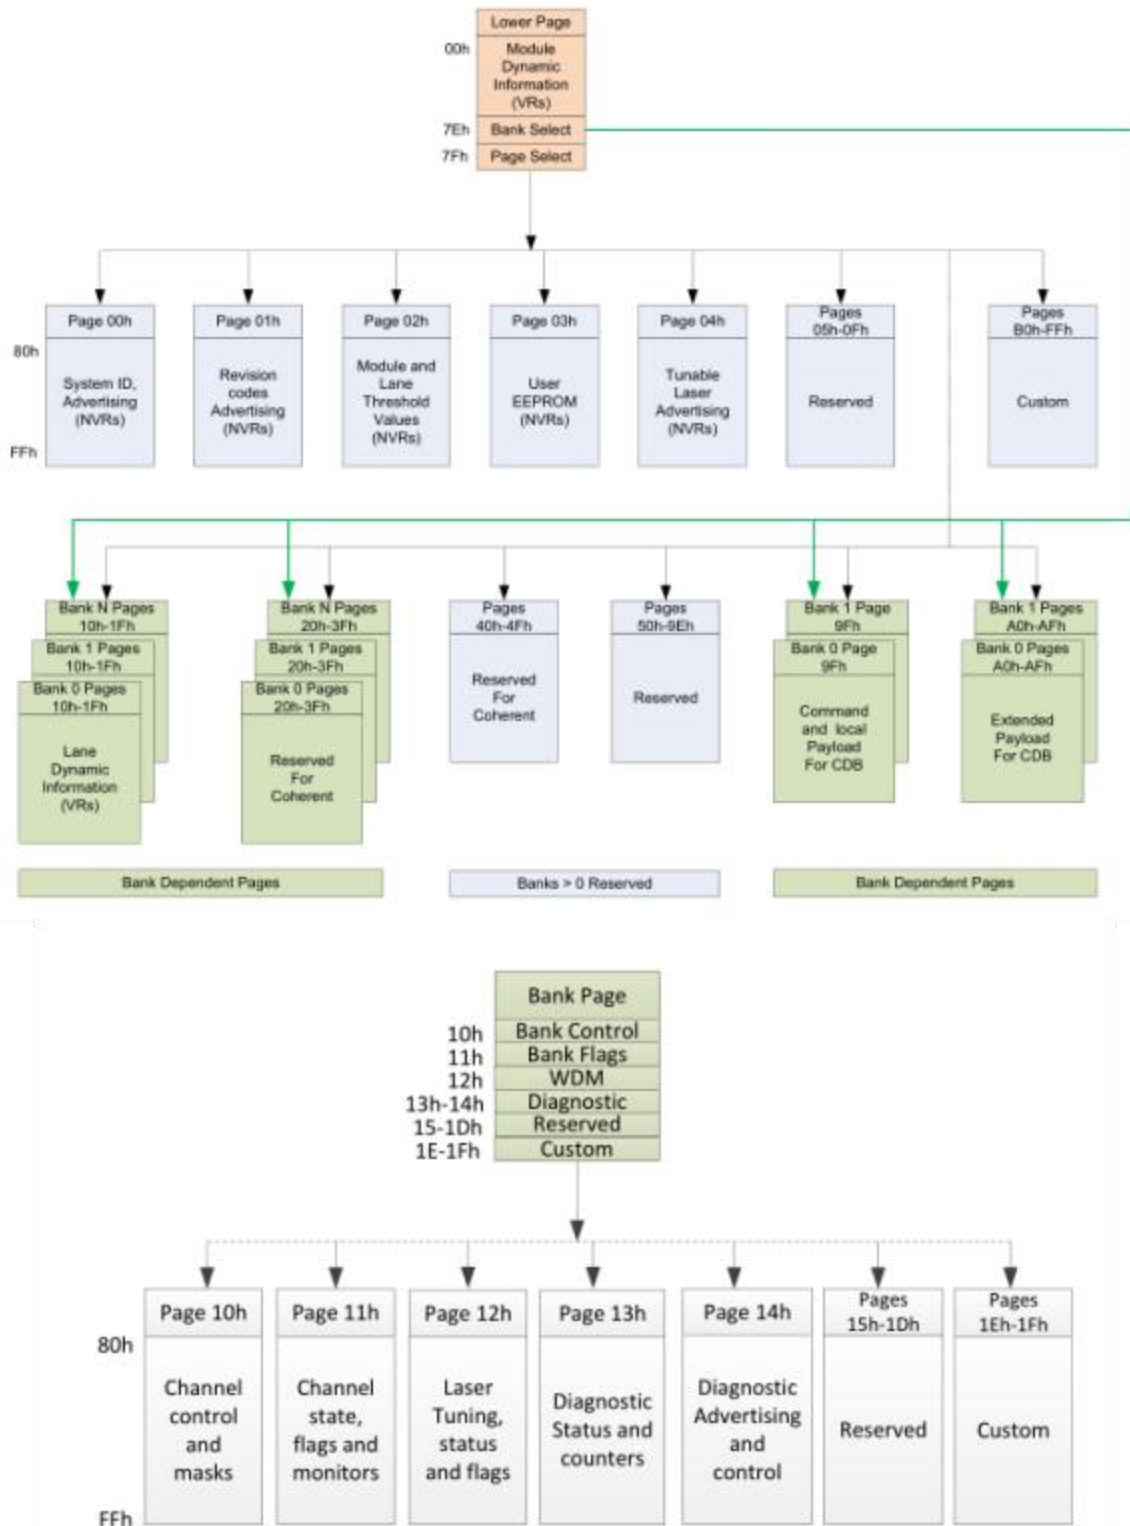 Lower Page
00h
Module
Dynamic
Information
(VRs)
7Eh
Bank Select
7Fh
Page Select
Page 00h
Page 01h
Page 02h
Page 03h
Page 04h
Pages
05h-0Fh
Pages
B0h-FFh
80h
System ID,
Advertising
(NVRs)
Revision
codes
Advertising
(NVRs)
Module and
Lane
Threshold
Values
(NVRs)
User
EEPROM
(NVRs)
Tunable
Laser
Advertising
(NVRs)
Reserved
Custom
FFh
Bank N Pages
10h-1Fh
Bank 1 Pages
10h-1Fh
Bank 0 Pages
10h-1Fh
Lane
Dynamic
Information
(VRs)
Bank N Pages
20h-3Fh
Bank 1 Pages
20h-3Fh
Bank 0 Pages
20h-3Fh
Reserved
For
Coherent
Pages
40h-4Fh
Reserved
For
Coherent
Pages
50h-9Eh
Reserved
Bank 1 Page
9Fh
Bank 0 Page
9Fh
Command
and local
Payload
For CDB
Bank 1 Pages
A0h-AFh
Bank 0 Pages
A0h-AFh
Extended
Payload
For CDB
Bank Dependent Pages
Banks > 0 Reserved
Bank Dependent Pages
Bank Page
10h
Bank Control
11h
Bank Flags
12h
WDM
13h-14h
Diagnostic
15-1Dh
Reserved
1E-1Fh
Custom
Page 10h
Page 11h
Page 12h
Page 13h
Page 14h
Pages
15h-1Dh
Pages
1Eh-1Fh
80h
Channel
control
and
masks
Channel
state,
flags and
monitors
Laser
Tuning,
status
and flags
Diagnostic
Status and
counters
Diagnostic
Advertising
and
control
Reserved
Custom
FFh